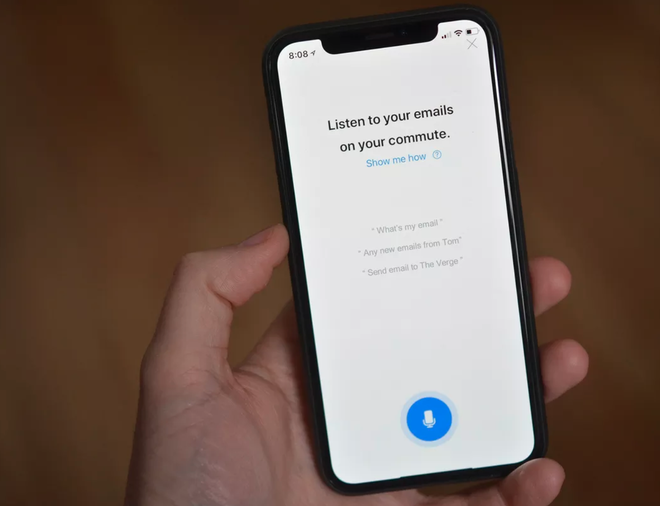 8:08
Listen to your emails
on your commute.
Show me how ?
“ What's my email ”
“ Any new emails from Tom”
“ Send email to The Verge ”